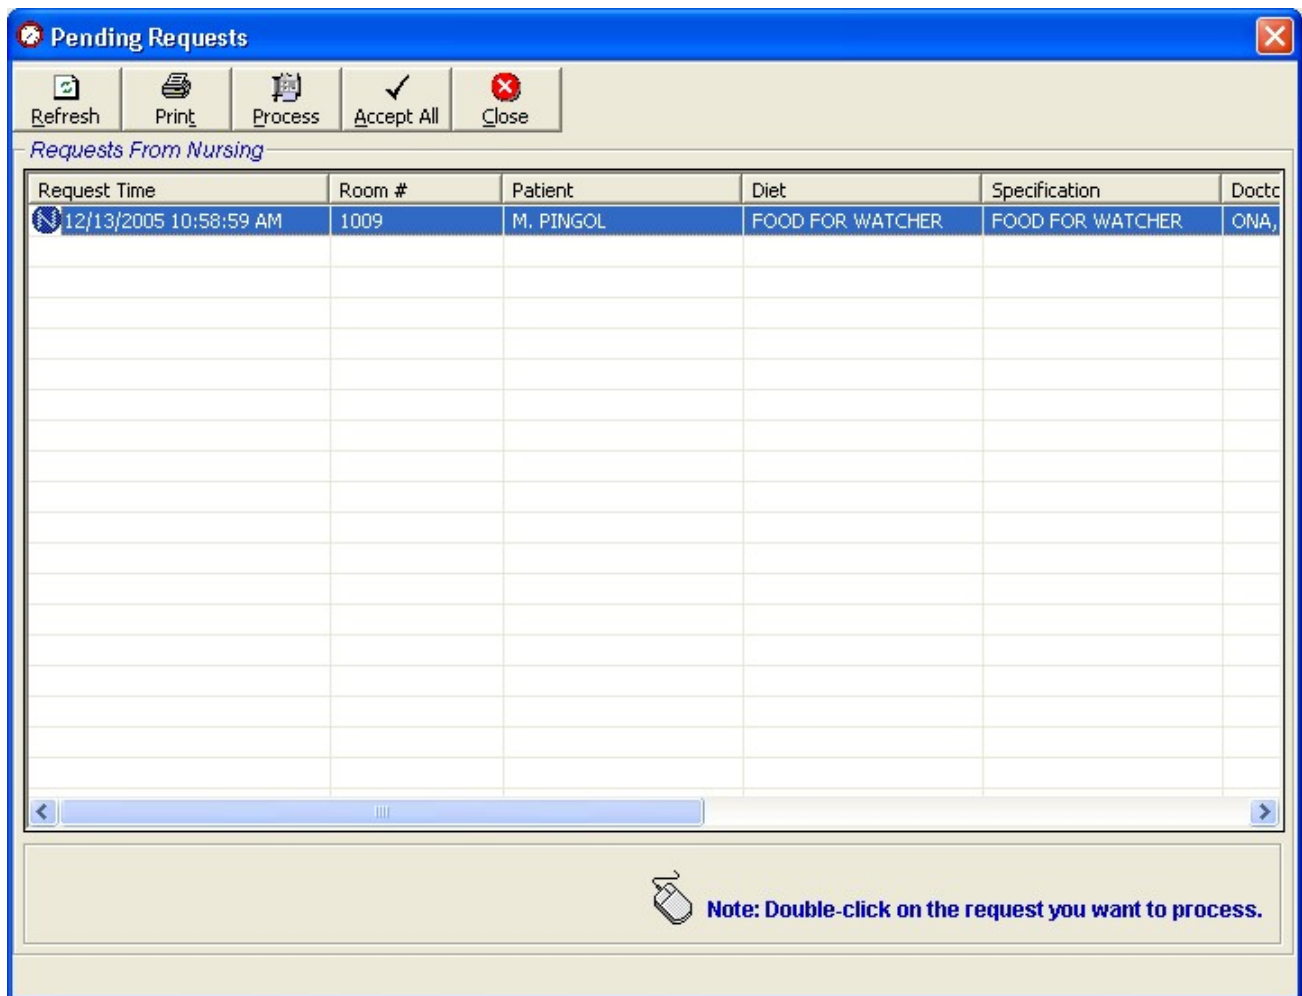 Pending Requests
Refresh Print Process Accept All Close
Requests From Nursing
Request Time Room # Patient Diet Specification Doctc
N 12/13/2005 10:58:59 AM 1009 M. PINGOL FOOD FOR WATCHER FOOD FOR WATCHER ONA,
Note: Double-click on the request you want to process.